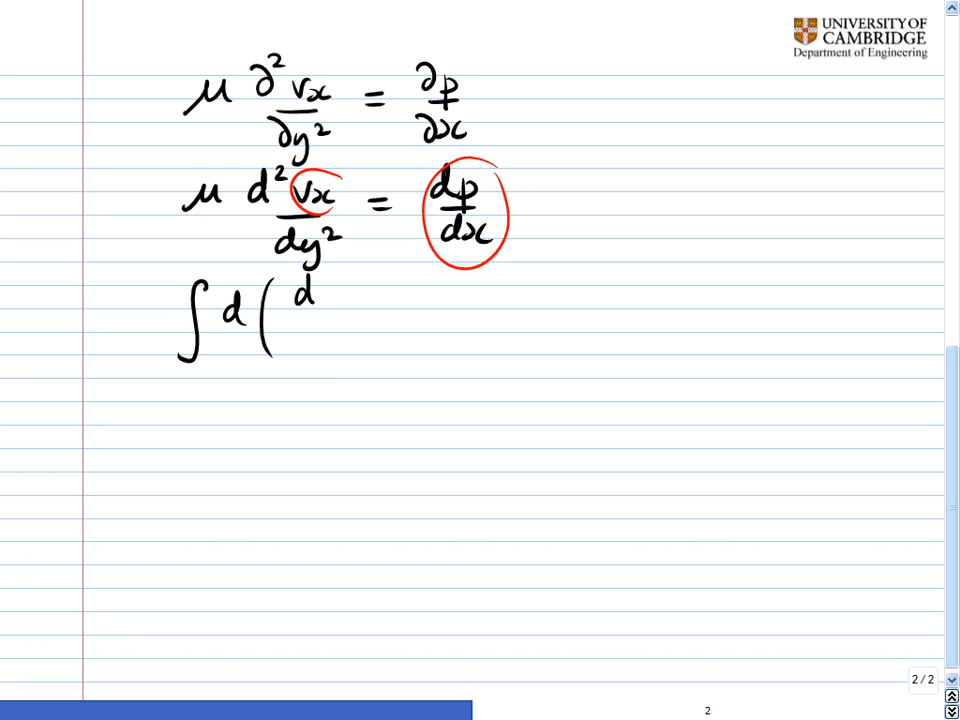 UNIVERSITY OF
CAMBRIDGE
Department of Engineering
μ ∂²vx/∂y² = ∂p/∂x
μ d²vx/dy² = dp/dx
∫ d ( d
2 / 2
2